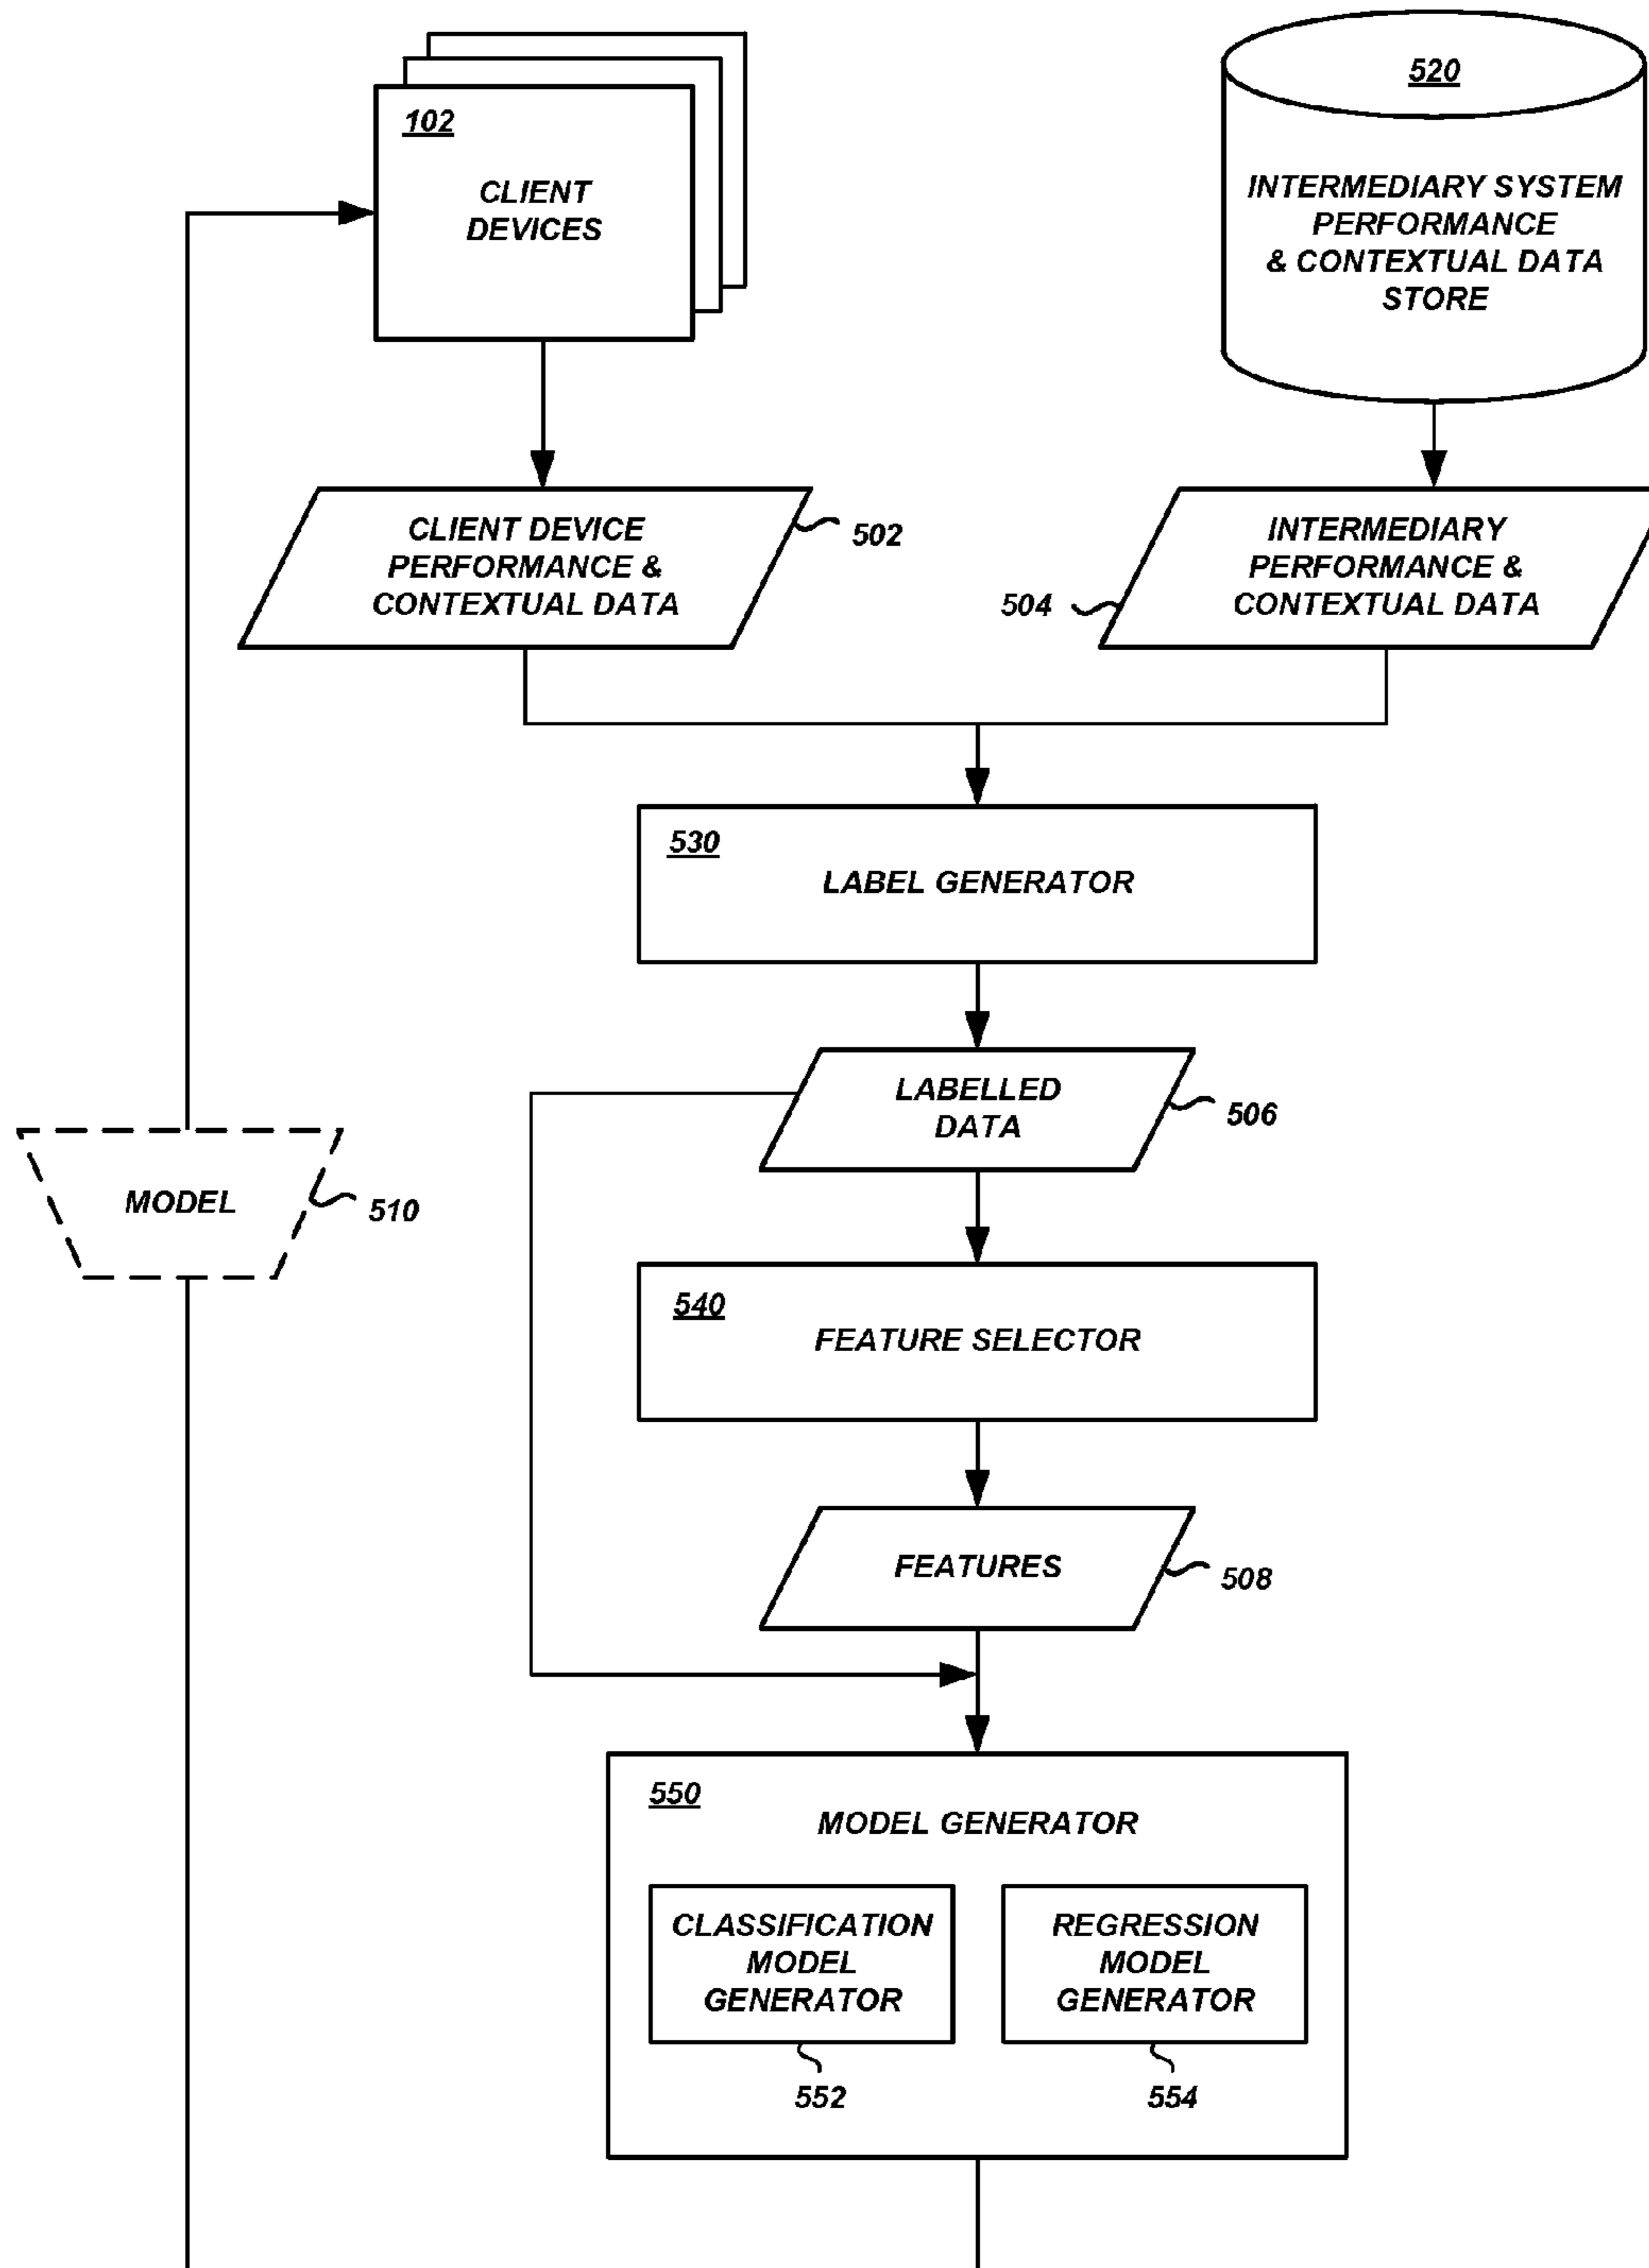 102
CLIENT
DEVICES
520
INTERMEDIARY SYSTEM
PERFORMANCE
& CONTEXTUAL DATA
STORE
CLIENT DEVICE
PERFORMANCE &
CONTEXTUAL DATA
502
INTERMEDIARY
PERFORMANCE &
CONTEXTUAL DATA
504
530
LABEL GENERATOR
LABELLED
DATA
506
MODEL
510
540
FEATURE SELECTOR
FEATURES
508
550
MODEL GENERATOR
CLASSIFICATION
MODEL
GENERATOR
552
REGRESSION
MODEL
GENERATOR
554